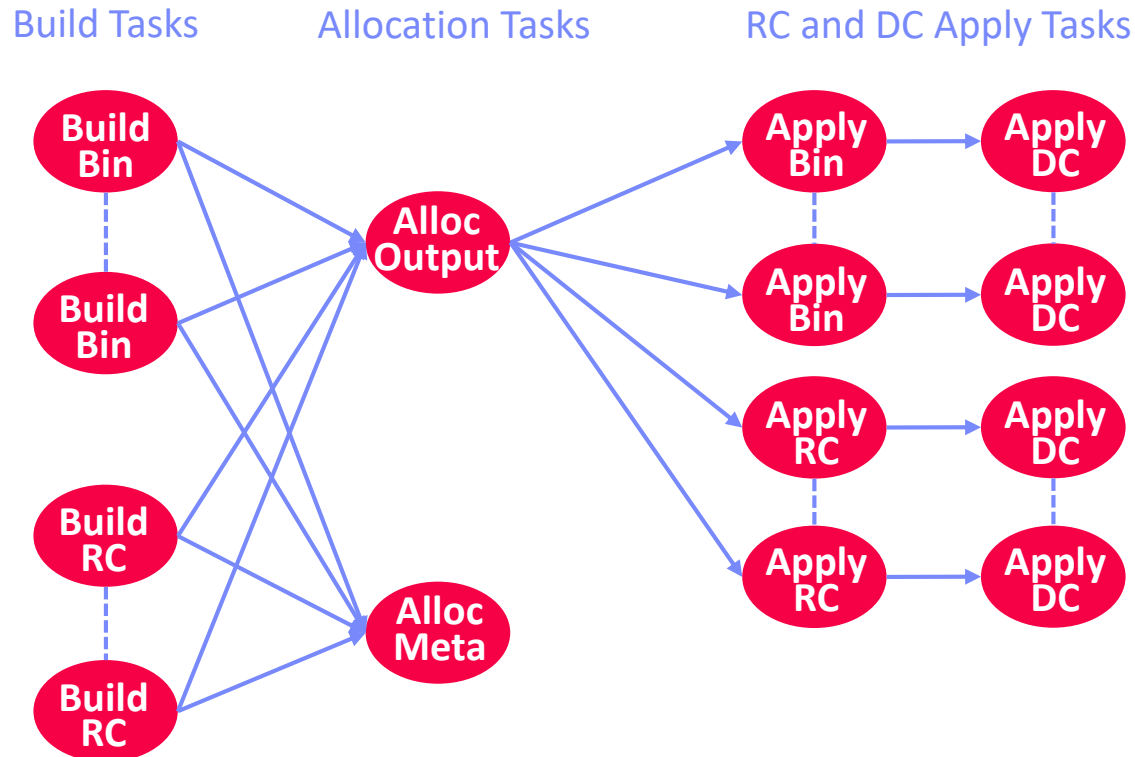 Build Tasks
Allocation Tasks
RC and DC Apply Tasks
Build
Bin
Build
Bin
Build
RC
Build
RC
Alloc
Output
Alloc
Meta
Apply
Bin
Apply
DC
Apply
Bin
Apply
DC
Apply
RC
Apply
DC
Apply
RC
Apply
DC